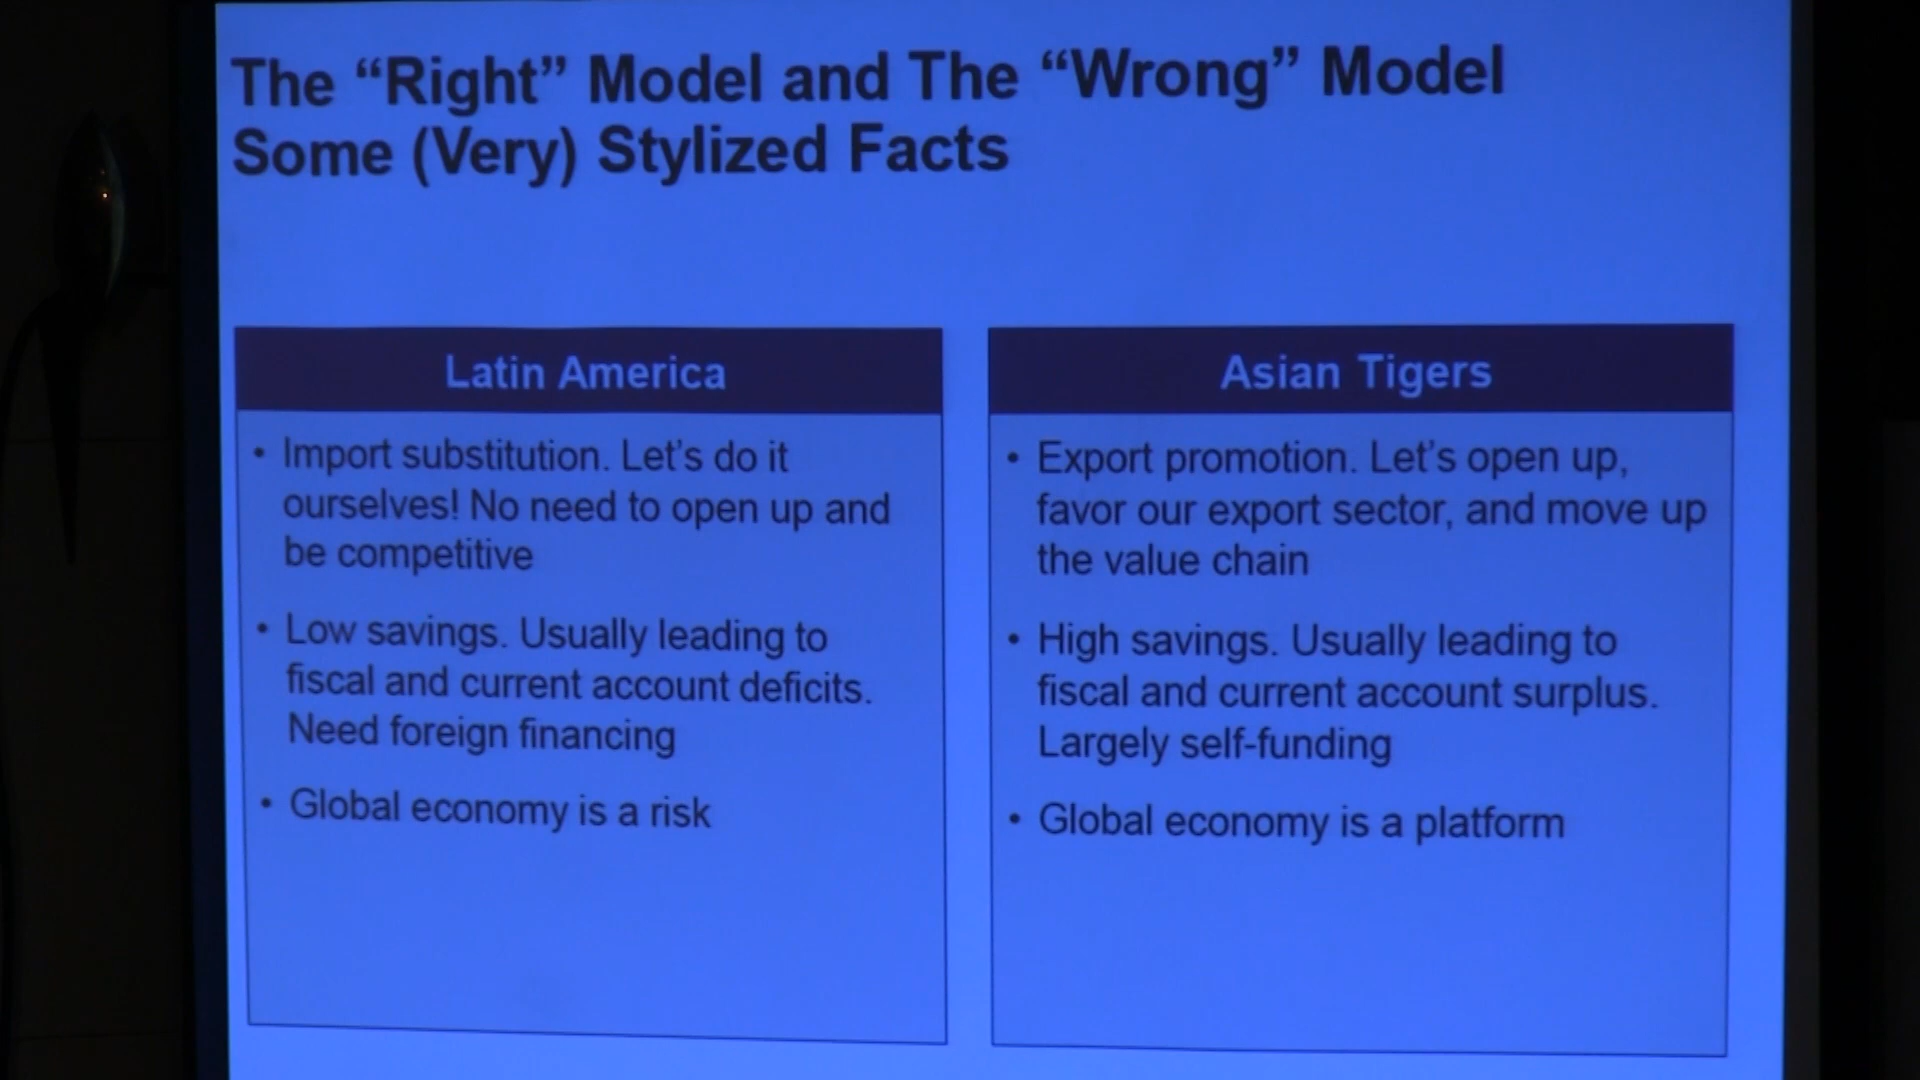 The “Right” Model and The “Wrong” Model
Some (Very) Stylized Facts
Latin America
• Import substitution. Let’s do it
ourselves! No need to open up and
be competitive
• Low savings. Usually leading to
fiscal and current account deficits.
Need foreign financing
• Global economy is a risk
Asian Tigers
• Export promotion. Let’s open up,
favor our export sector, and move up
the value chain
• High savings. Usually leading to
fiscal and current account surplus.
Largely self-funding
• Global economy is a platform